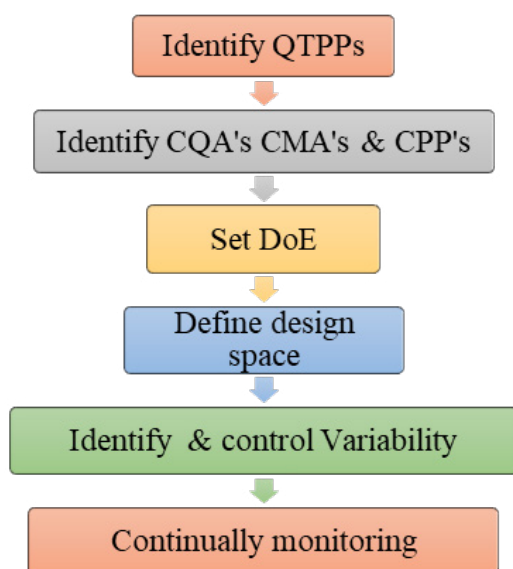 Identify QTPPs
Identify CQA's CMA's & CPP's
Set DoE
Define design
space
Identify & control Variability
Continually monitoring